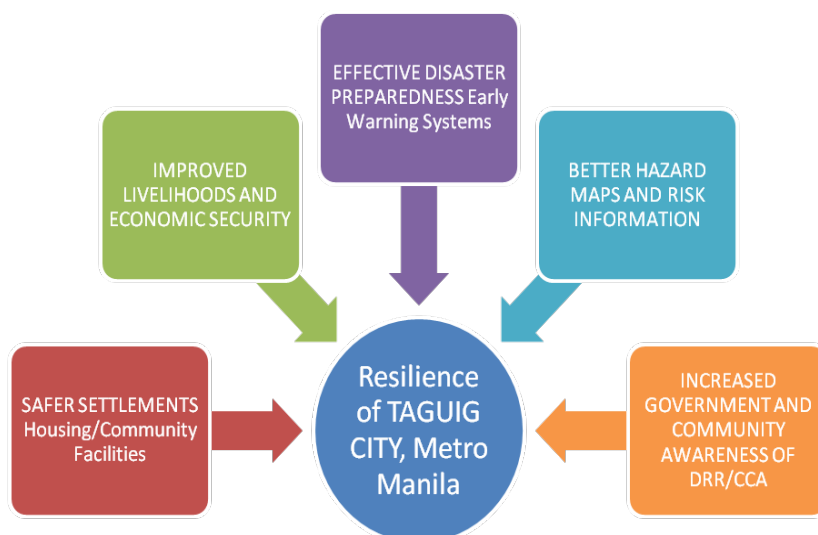 EFFECTIVE DISASTER
PREPAREDNESS Early
Warning Systems
IMPROVED
LIVELIHOODS AND
ECONOMIC SECURITY
BETTER HAZARD
MAPS AND RISK
INFORMATION
SAFER SETTLEMENTS
Housing/Community
Facilities
Resilience
of TAGUIG
CITY, Metro
Manila
INCREASED
GOVERNMENT AND
COMMUNITY
AWARENESS OF
DRR/CCA